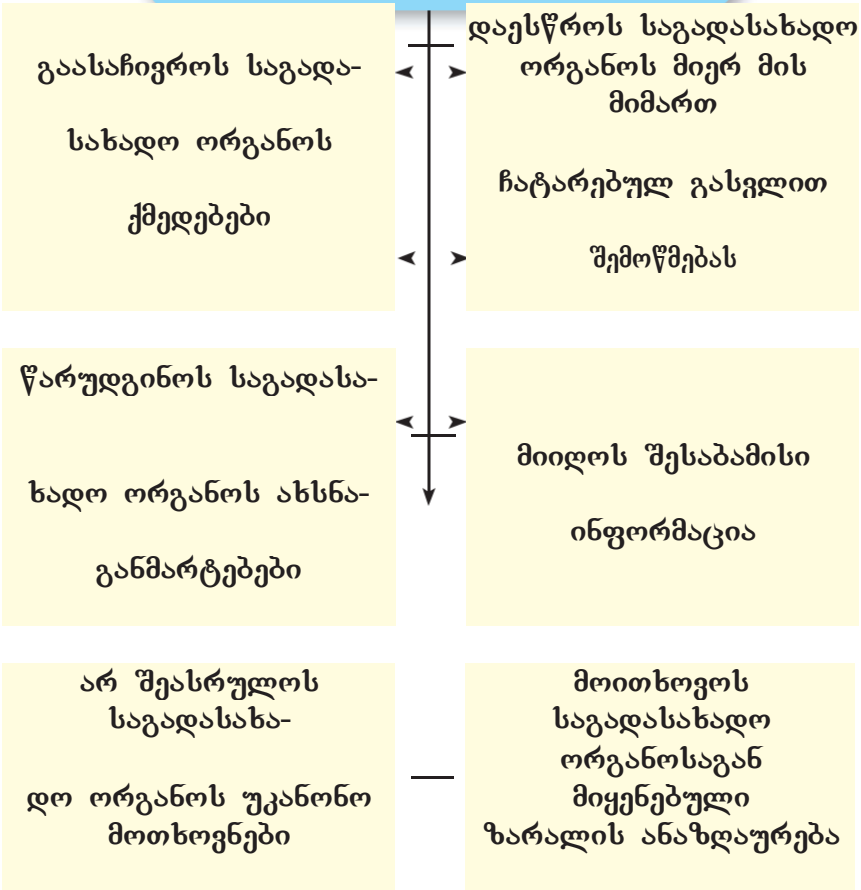 გაასაჩივროს საგადა-
სახადო ორგანოს
ქმედებები
დაესწროს საგადასახადო
ორგანოს მიერ მის
მიმართ
ჩატარებულ გასვლით
შემოწმებას
წარუდგინოს საგადასა-
ხადო ორგანოს ახსნა-
განმარტებები
მიიღოს შესაბამისი
ინფორმაცია
არ შეასრულოს
საგადასახა-
დო ორგანოს უკანონო
მოთხოვნები
მოითხოვოს
საგადასახადო
ორგანოსაგან
მიყენებული
ზარალის ანაზღაურება